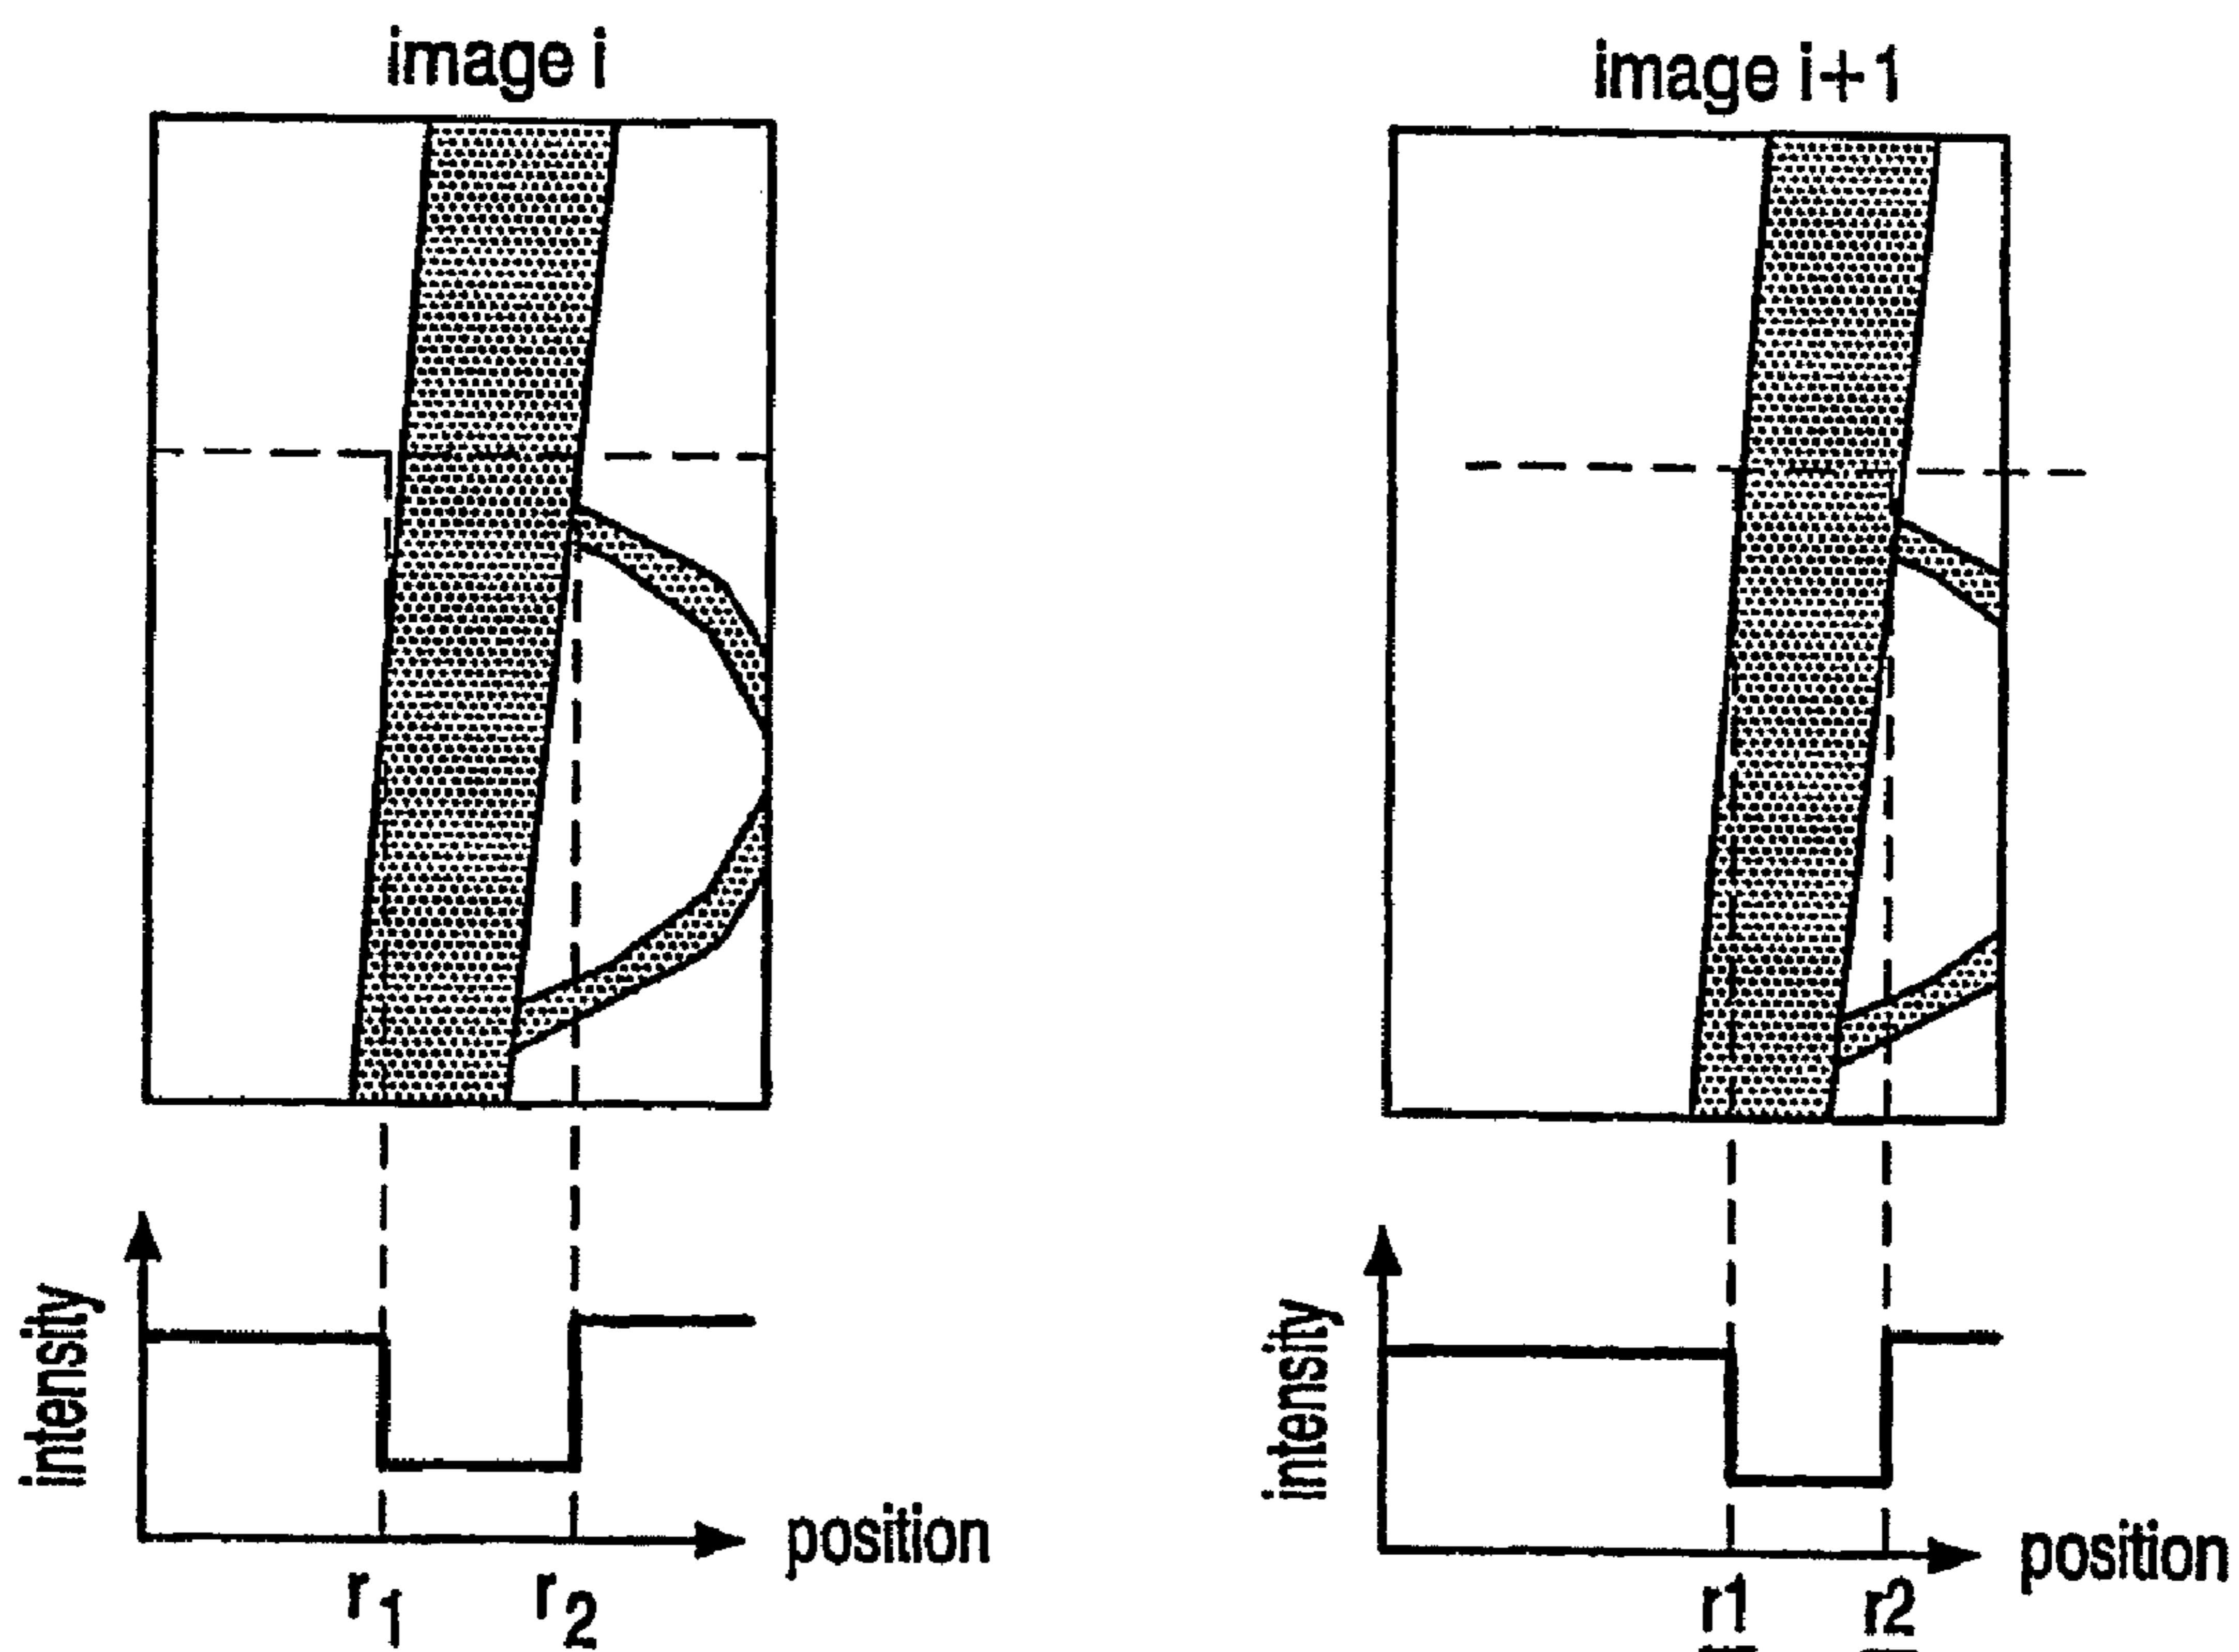 image i
intensity
position
r1
r2
image i+1
intensity
position
r1
r2